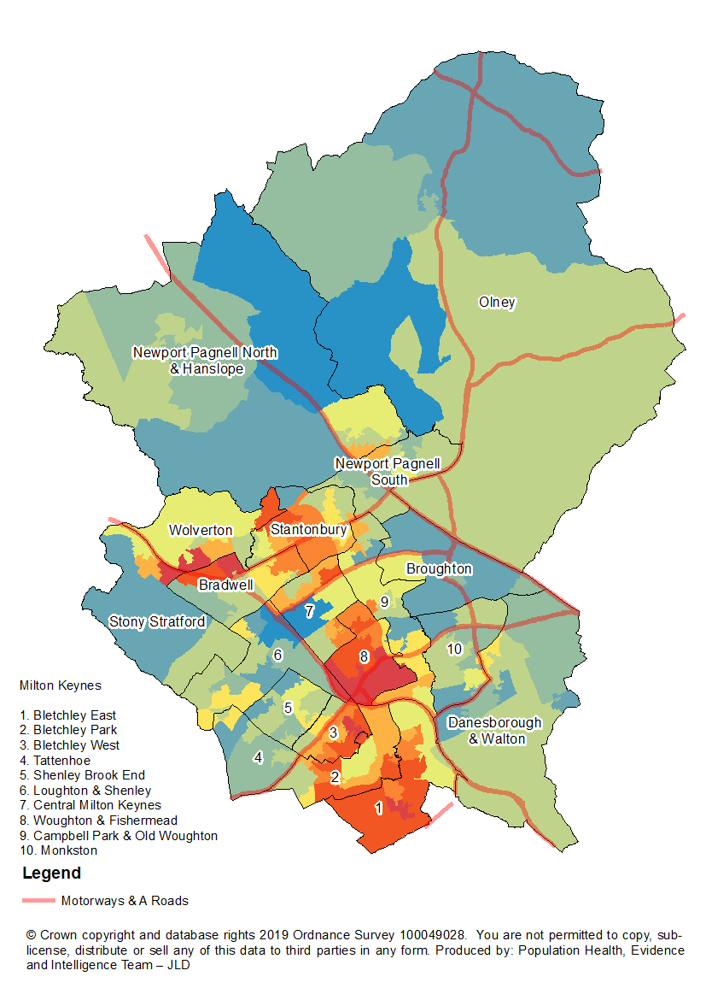 Olney
Newport Pagnell North
& Hanslope
Newport Pagnell
South
Wolverton
Stantonbury
Broughton
Bradwell
9
7
Stony Stratford
10
6
8
Milton Keynes
5
1. Bletchley East
Danesborough
& Walton
2. Bletchley Park
3
3. Bletchley West
4
4. Tattenhoe
5. Shenley Brook End
2
6. Loughton & Shenley
7. Central Milton Keynes
1
8. Woughton & Fishermead
9. Campbell Park & Old Woughton
10. Monkston
Legend
Motorways & A Roads
© Crown copyright and database rights 2019 Ordnance Survey 100049028.  You are not permitted to copy, sub-
license, distribute or sell any of this data to third parties in any form. Produced by: Population Health, Evidence
and Intelligence Team – JLD